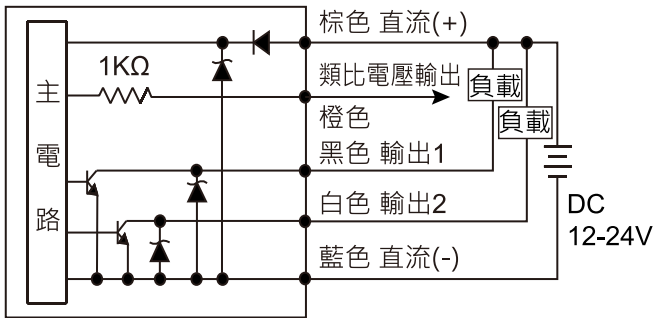 棕色 直流(+)
1KΩ
類比電壓輸出
負載
主電路
橙色
負載
黑色 輸出1
白色 輸出2
DC
12-24V
藍色 直流(-)